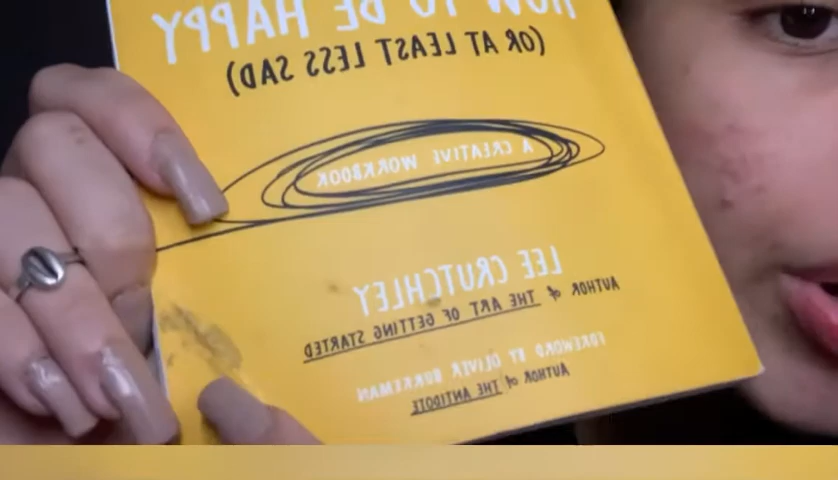 HOW TO BE HAPPY
(OR AT LEAST LESS SAD)
A CREATIVE WORKBOOK
LEE CRUTCHLEY
AUTHOR of THE ART OF GETTING STARTED
FOREWORD BY OLIVER BURKEMAN
AUTHOR of THE ANTIDOTE